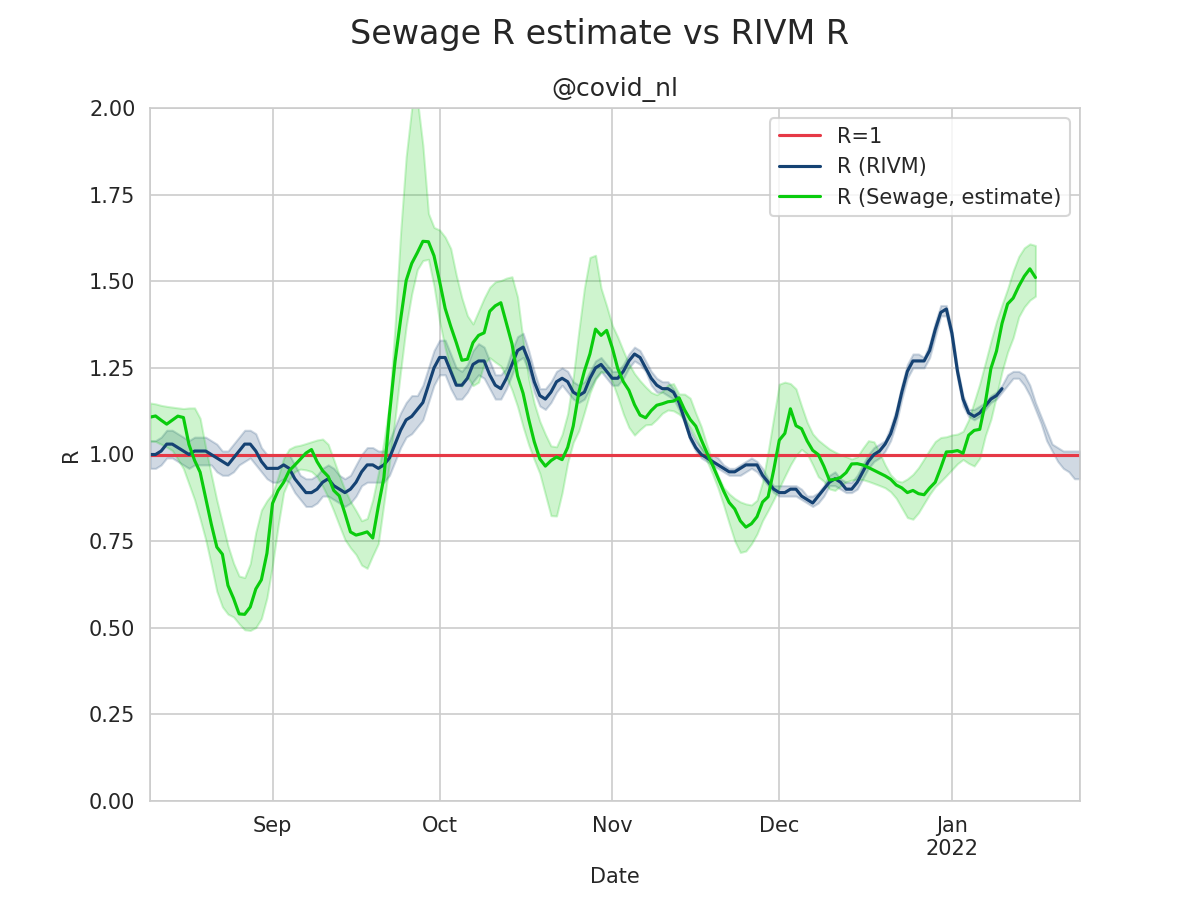 Sewage R estimate vs RIVM R
@covid_nl
R=1
R (RIVM)
R (Sewage, estimate)
2.00
1.75
1.50
1.25
1.00
0.75
0.50
0.25
0.00
R
Sep Oct Nov Dec Jan
2022
Date